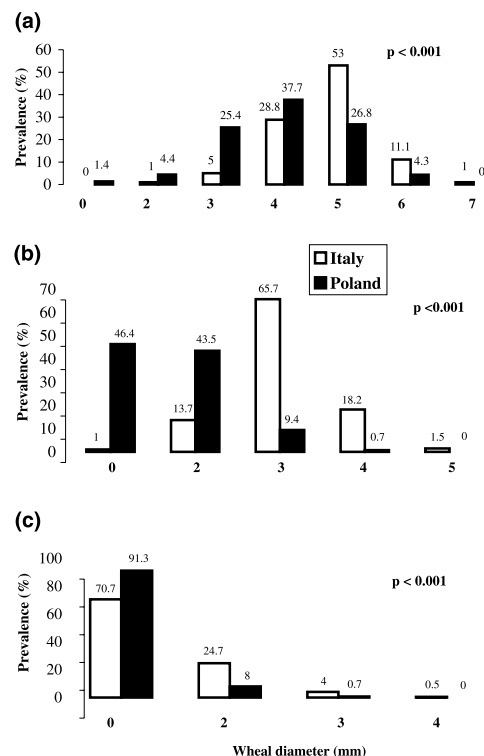 (a)
p < 0.001
Prevalence (%)
60
50
40
30
20
10
0
0 1.4 1 4.4 5 25.4 28.8 37.7 53 26.8 11.1 4.3 1 0
0 2 3 4 5 6 7
(b)
Italy
Poland
p <0.001
Prevalence (%)
70
60
50
40
30
20
10
0
1 46.4 13.7 43.5 65.7 9.4 18.2 0.7 1.5 0
0 2 3 4 5
(c)
p < 0.001
Prevalence (%)
100
80
60
40
20
0
70.7 91.3 24.7 8 4 0.7 0.5 0
0 2 3 4
Wheal diameter (mm)